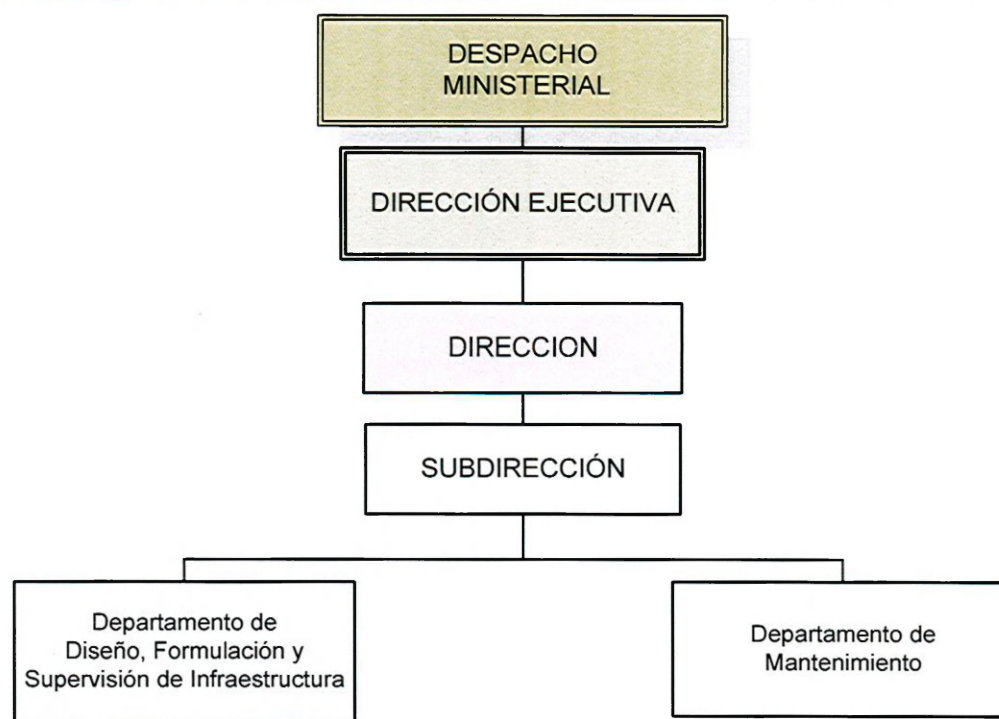 DESPACHO
MINISTERIAL
DIRECCIÓN EJECUTIVA
DIRECCION
SUBDIRECCIÓN
Departamento de
Diseño, Formulación y
Supervisión de Infraestructura
Departamento de
Mantenimiento